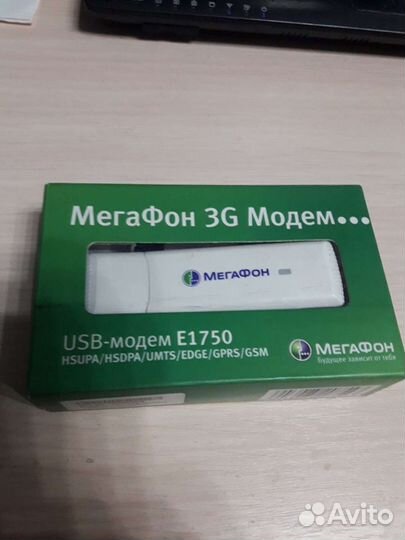 МегаФон 3G Модем...
МЕГАФОН
USB-модем E1750
HSUPA/HSDPA/UMTS/EDGE/GPRS/GSM
МЕГАФОН
Будущее зависит от тебя
Avito